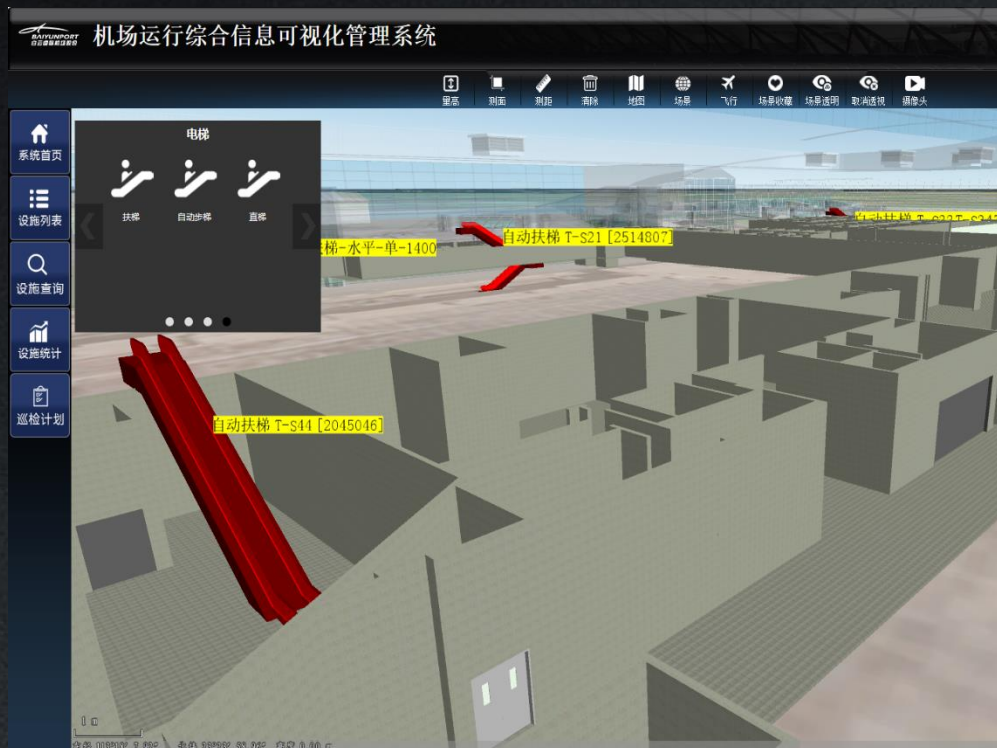 BAIYUNPORT
机场运行综合信息可视化管理系统
量高
测面
测距
清除
地图
场景
飞行
场景收藏
场景透明
取消透视
摄像头
系统首页
设施列表
设施查询
设施统计
巡检计划
电梯
扶梯
自动步梯
直梯
梯-水平-单-1400
自动扶梯 T-S21 [2514807]
自动扶梯 T-S44 [2045046]